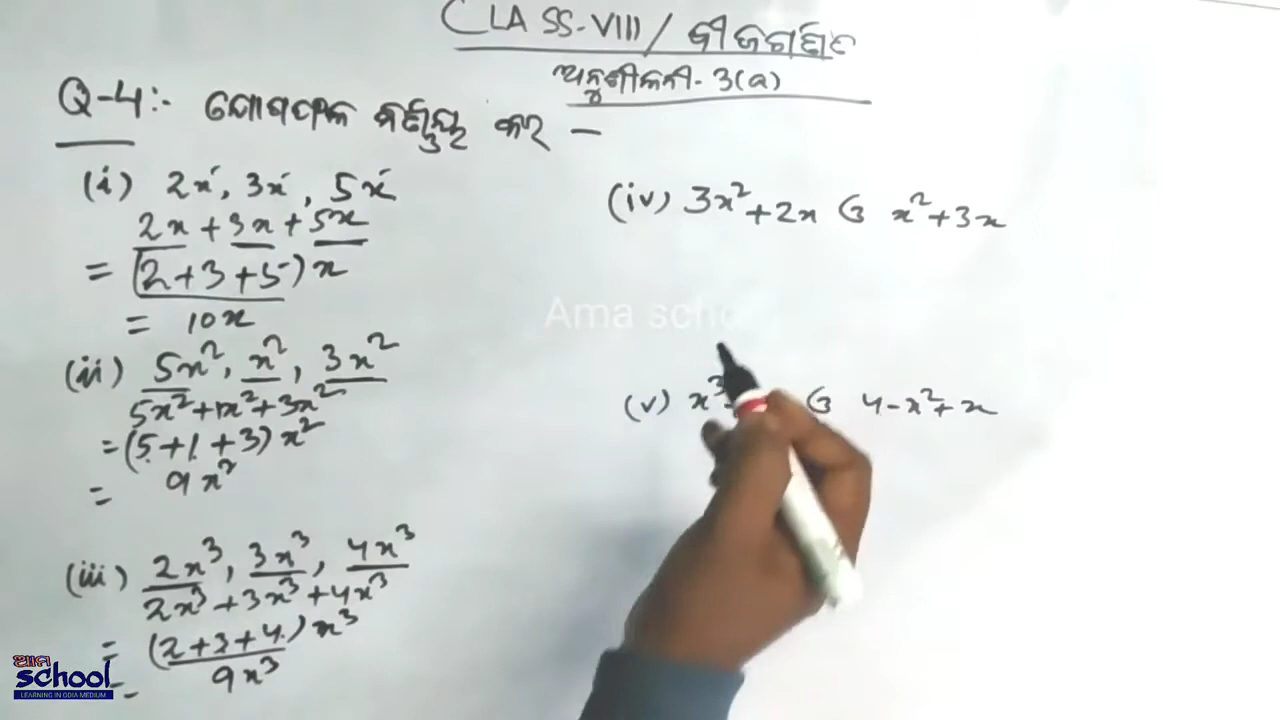 CLASS-VIII / ବୀଜଗଣିତ
ଅନୁଶୀଳନୀ-3(a)
Q-4:- ଯୋଗଫଳ ନିର୍ଣ୍ଣୟ କର –
(i) 2x, 3x, 5x
2x + 3x + 5x
= (2+3+5)x
= 10x
(ii) 5x², x², 3x²
5x²+1x²+3x²
=(5+1+3)x²
= 9x²
(iii) 2x³, 3x³, 4x³
2x³+3x³+4x³
= (2+3+4)x³
= 9x³
(iv) 3x²+2x ଓ x²+3x
(v) x³ ଓ 4-x²+x
Ama scho
ଆମ
school
LEARNING IN ODIA MEDIUM